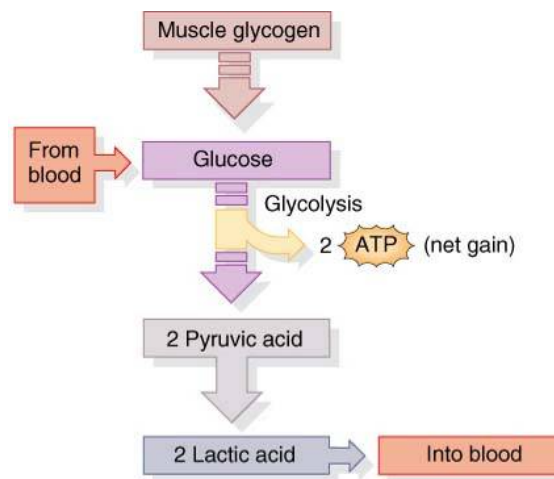 Muscle glycogen
From
blood
Glucose
Glycolysis
2 ATP (net gain)
2 Pyruvic acid
2 Lactic acid
Into blood